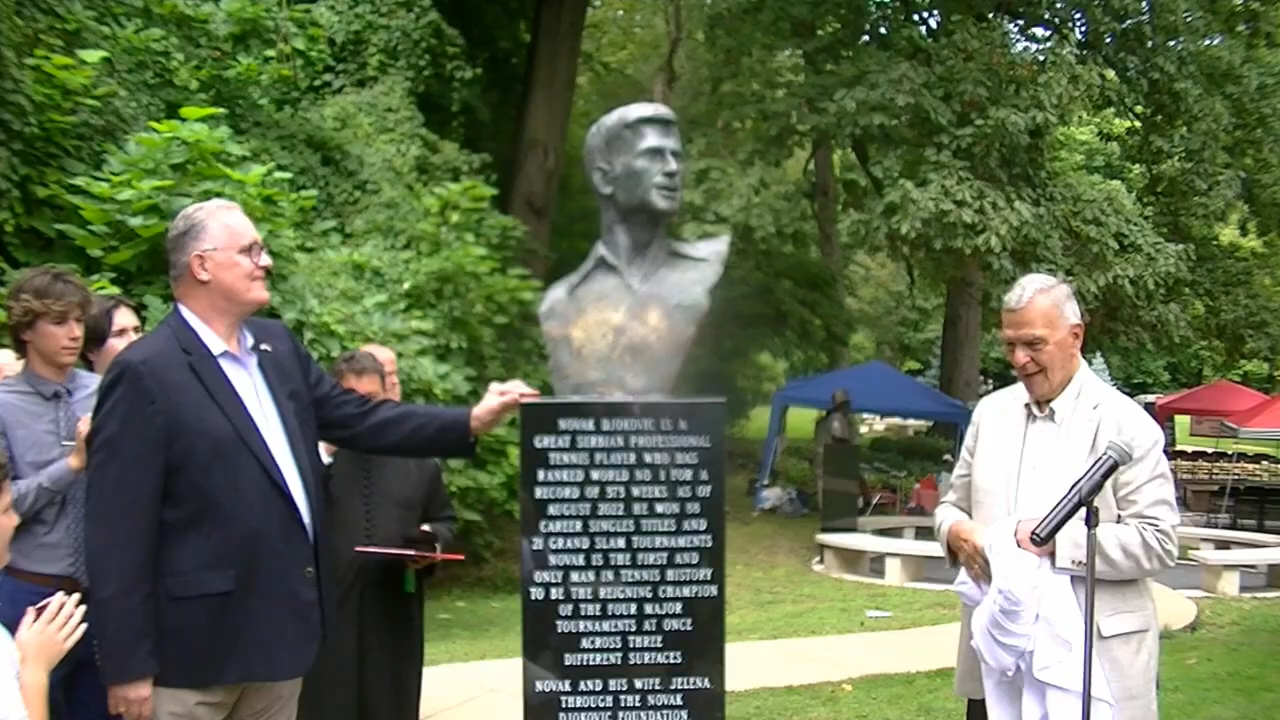 NOVAK DJOKOVIC IS A
GREAT SERBIAN PROFESSIONAL
TENNIS PLAYER WHO HAS
RANKED WORLD NO 1 FOR A
RECORD OF 373 WEEKS AS OF
AUGUST 2022. HE WON 88
CAREER SINGLES TITLES AND
21 GRAND SLAM TOURNAMENTS
NOVAK IS THE FIRST AND
ONLY MAN IN TENNIS HISTORY
TO BE THE REIGNING CHAMPION
OF THE FOUR MAJOR
TOURNAMENTS AT ONCE
ACROSS THREE
DIFFERENT SURFACES.
NOVAK AND HIS WIFE, JELENA,
THROUGH THE NOVAK
DJOKOVIC FOUNDATION,